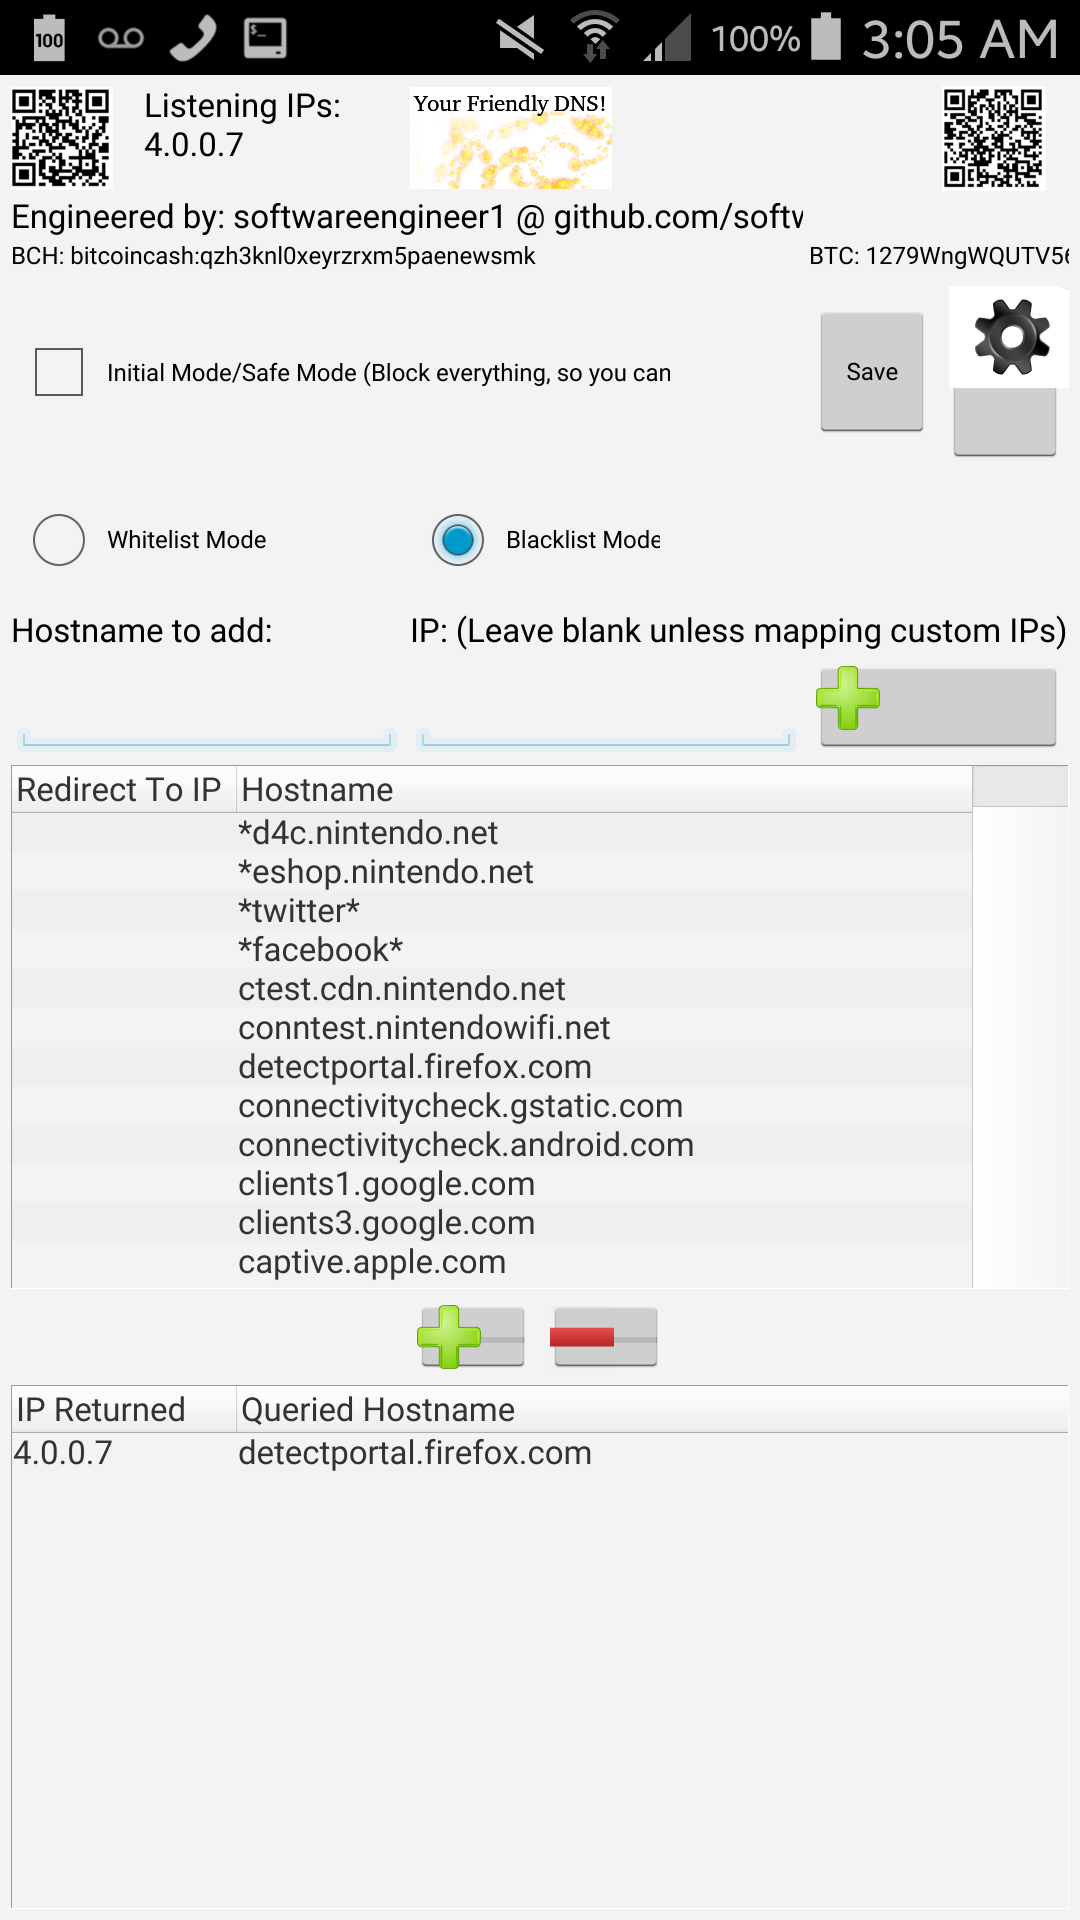 100
100%
3:05 AM
Listening IPs:
4.0.0.7
Your Friendly DNS!
Engineered by: softwareengineer1 @ github.com/softw
BCH: bitcoincash:qzh3knl0xeyrzrxm5paenewsmk
BTC: 1279WngWQUTV56
Initial Mode/Safe Mode (Block everything, so you can
Save
Whitelist Mode
Blacklist Mode
Hostname to add:
IP: (Leave blank unless mapping custom IPs)
Redirect To IP Hostname
*d4c.nintendo.net
*eshop.nintendo.net
*twitter*
*facebook*
ctest.cdn.nintendo.net
conntest.nintendowifi.net
detectportal.firefox.com
connectivitycheck.gstatic.com
connectivitycheck.android.com
clients1.google.com
clients3.google.com
captive.apple.com
IP Returned Queried Hostname
4.0.0.7 detectportal.firefox.com